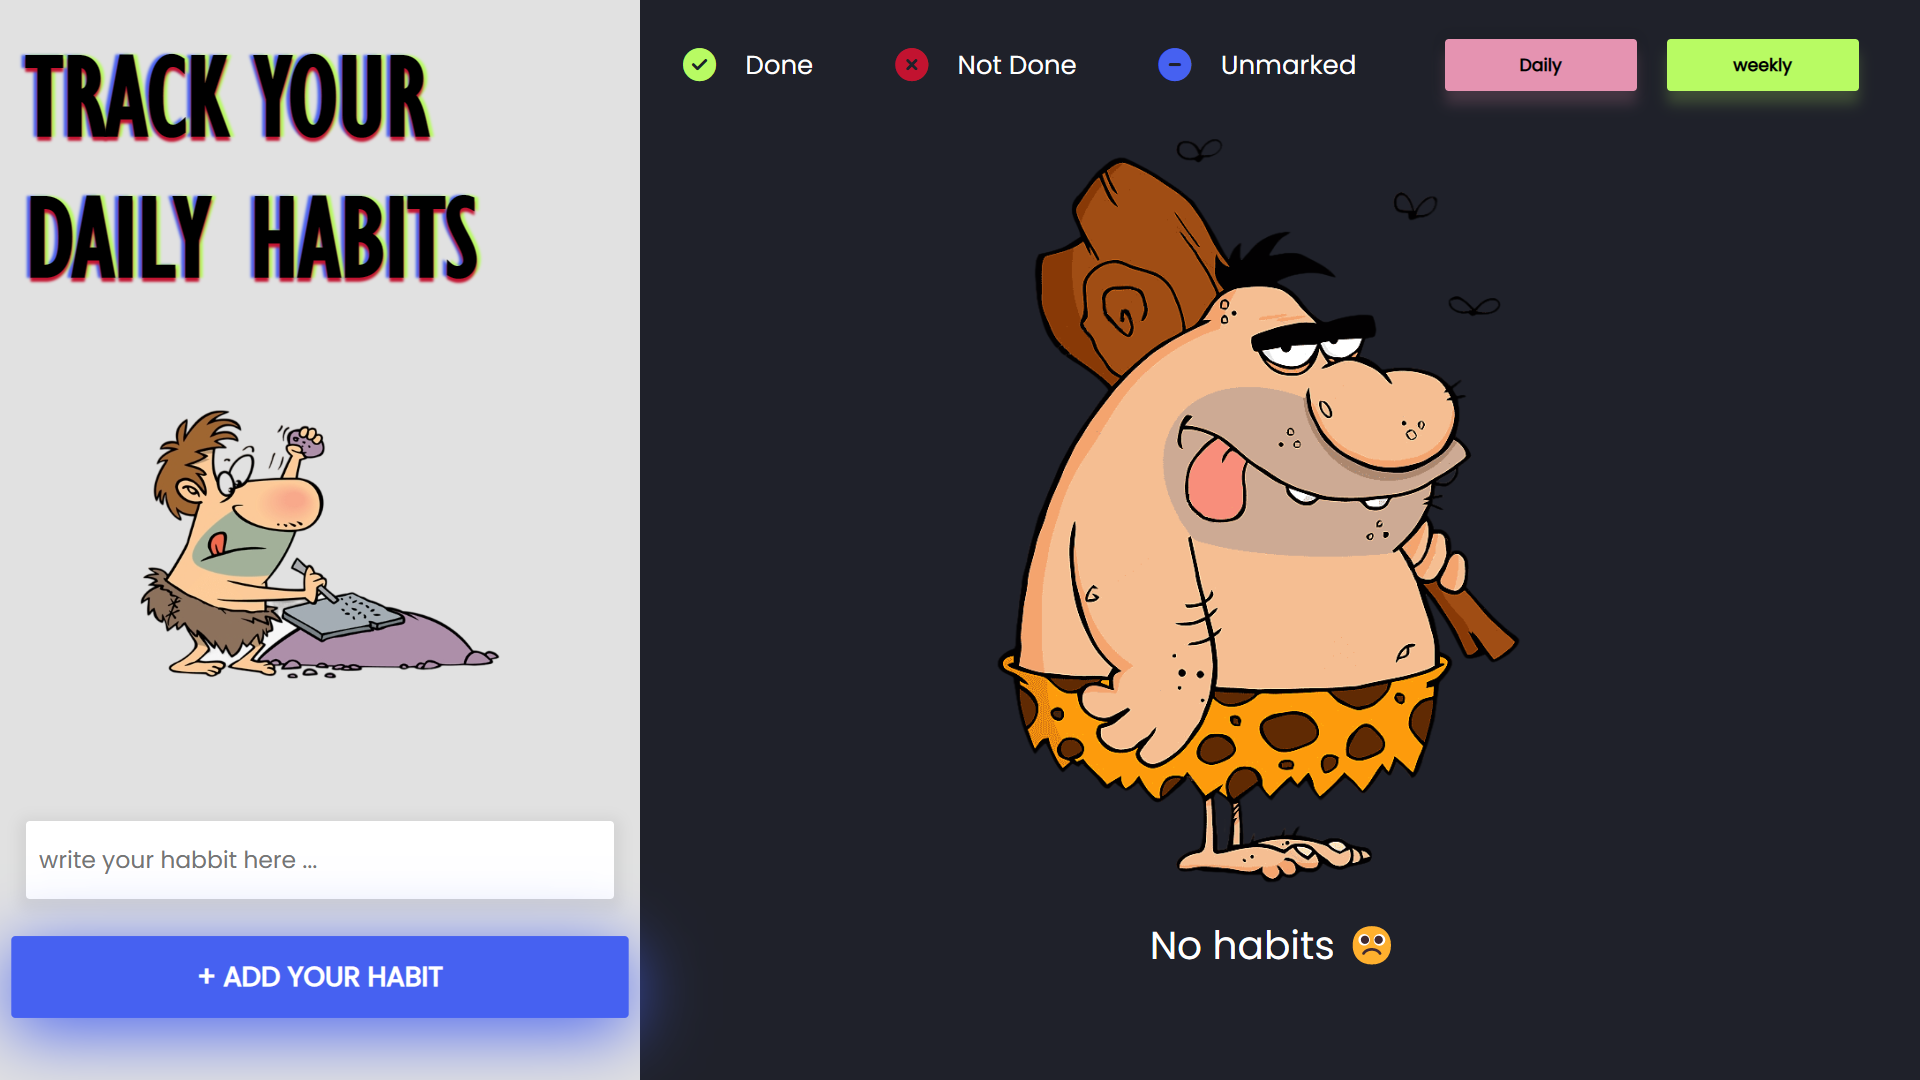 TRACK YOUR
DAILY HABITS
write your habbit here ...
+ ADD YOUR HABIT
Done
Not Done
Unmarked
Daily
weekly
No habits 🙁